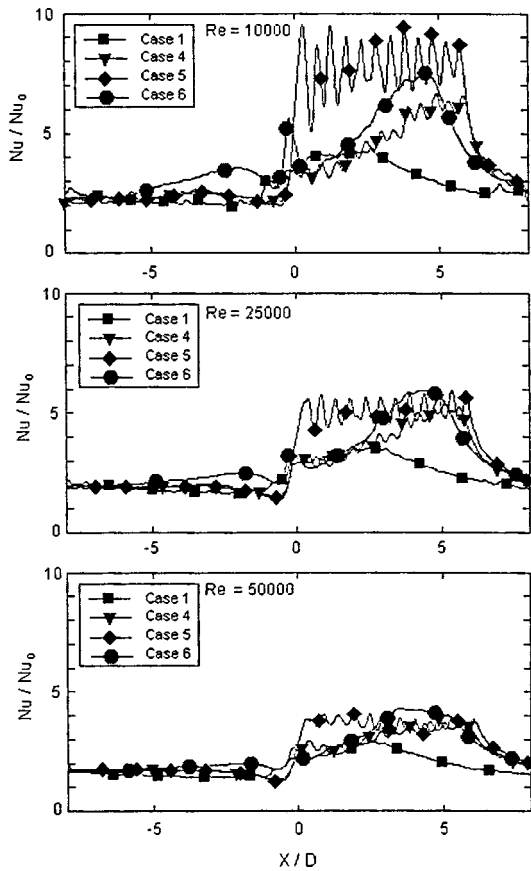 10
Case 1
Case 4
Case 5
Case 6
Re = 10000
Nu / Nu₀
5
0
-5
0
5
10
Case 1
Case 4
Case 5
Case 6
Re = 25000
Nu / Nu₀
5
0
-5
0
5
10
Case 1
Case 4
Case 5
Case 6
Re = 50000
Nu / Nu₀
5
0
-5
0
5
X / D